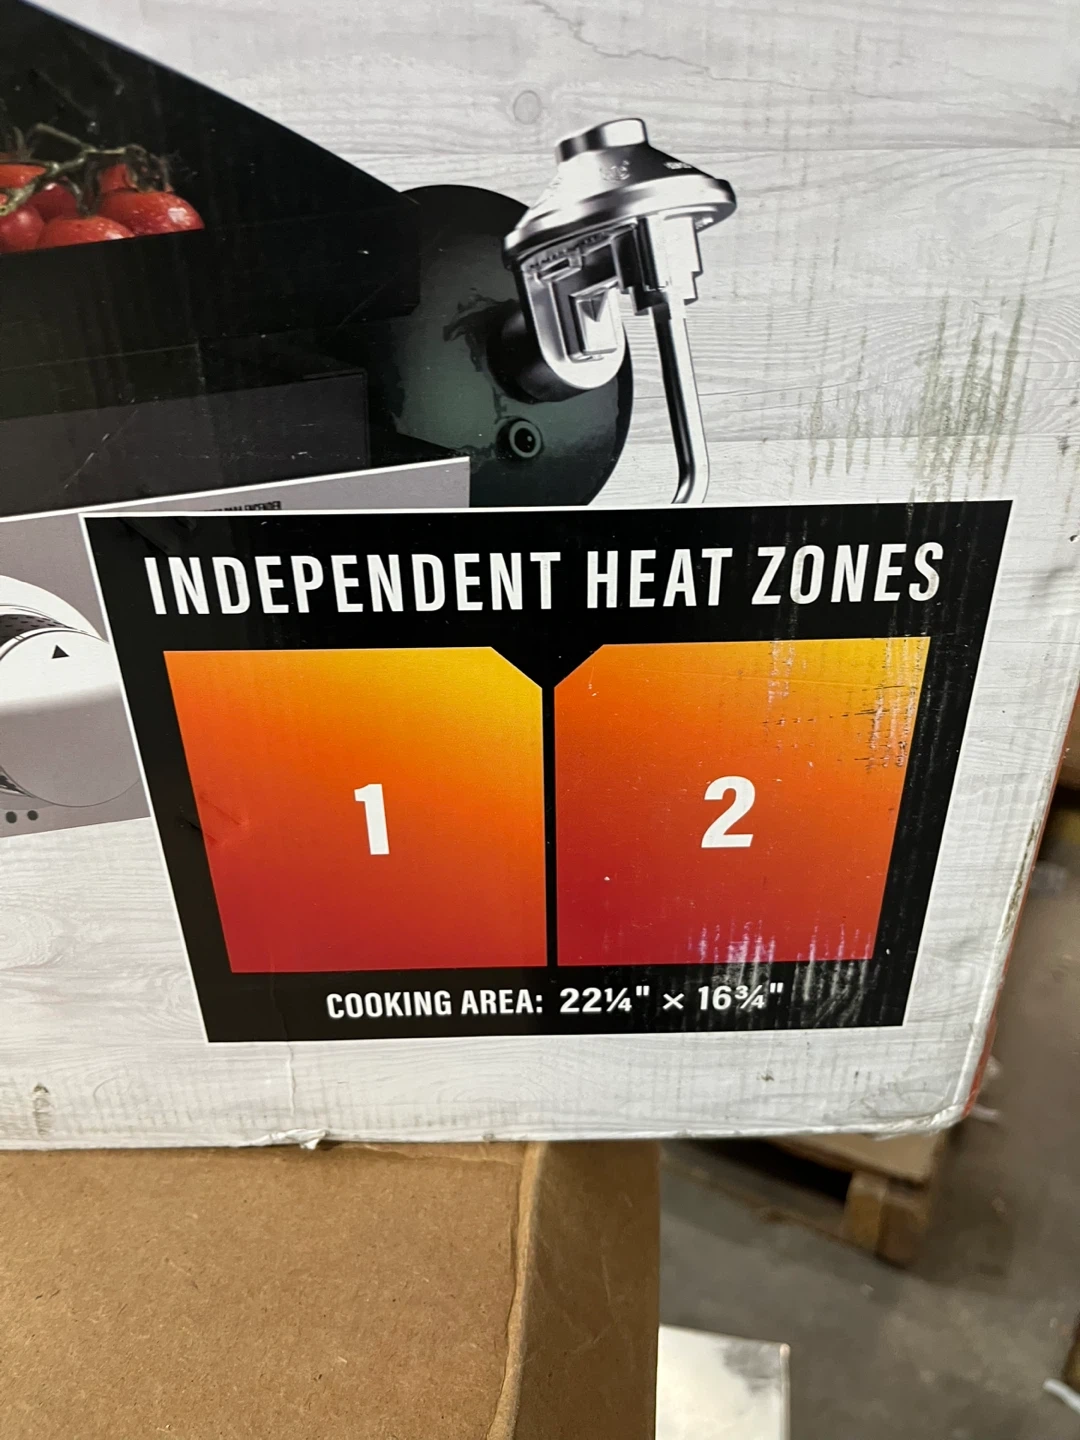 INDEPENDENT HEAT ZONES
1
2
COOKING AREA: 22¼" × 16¾"